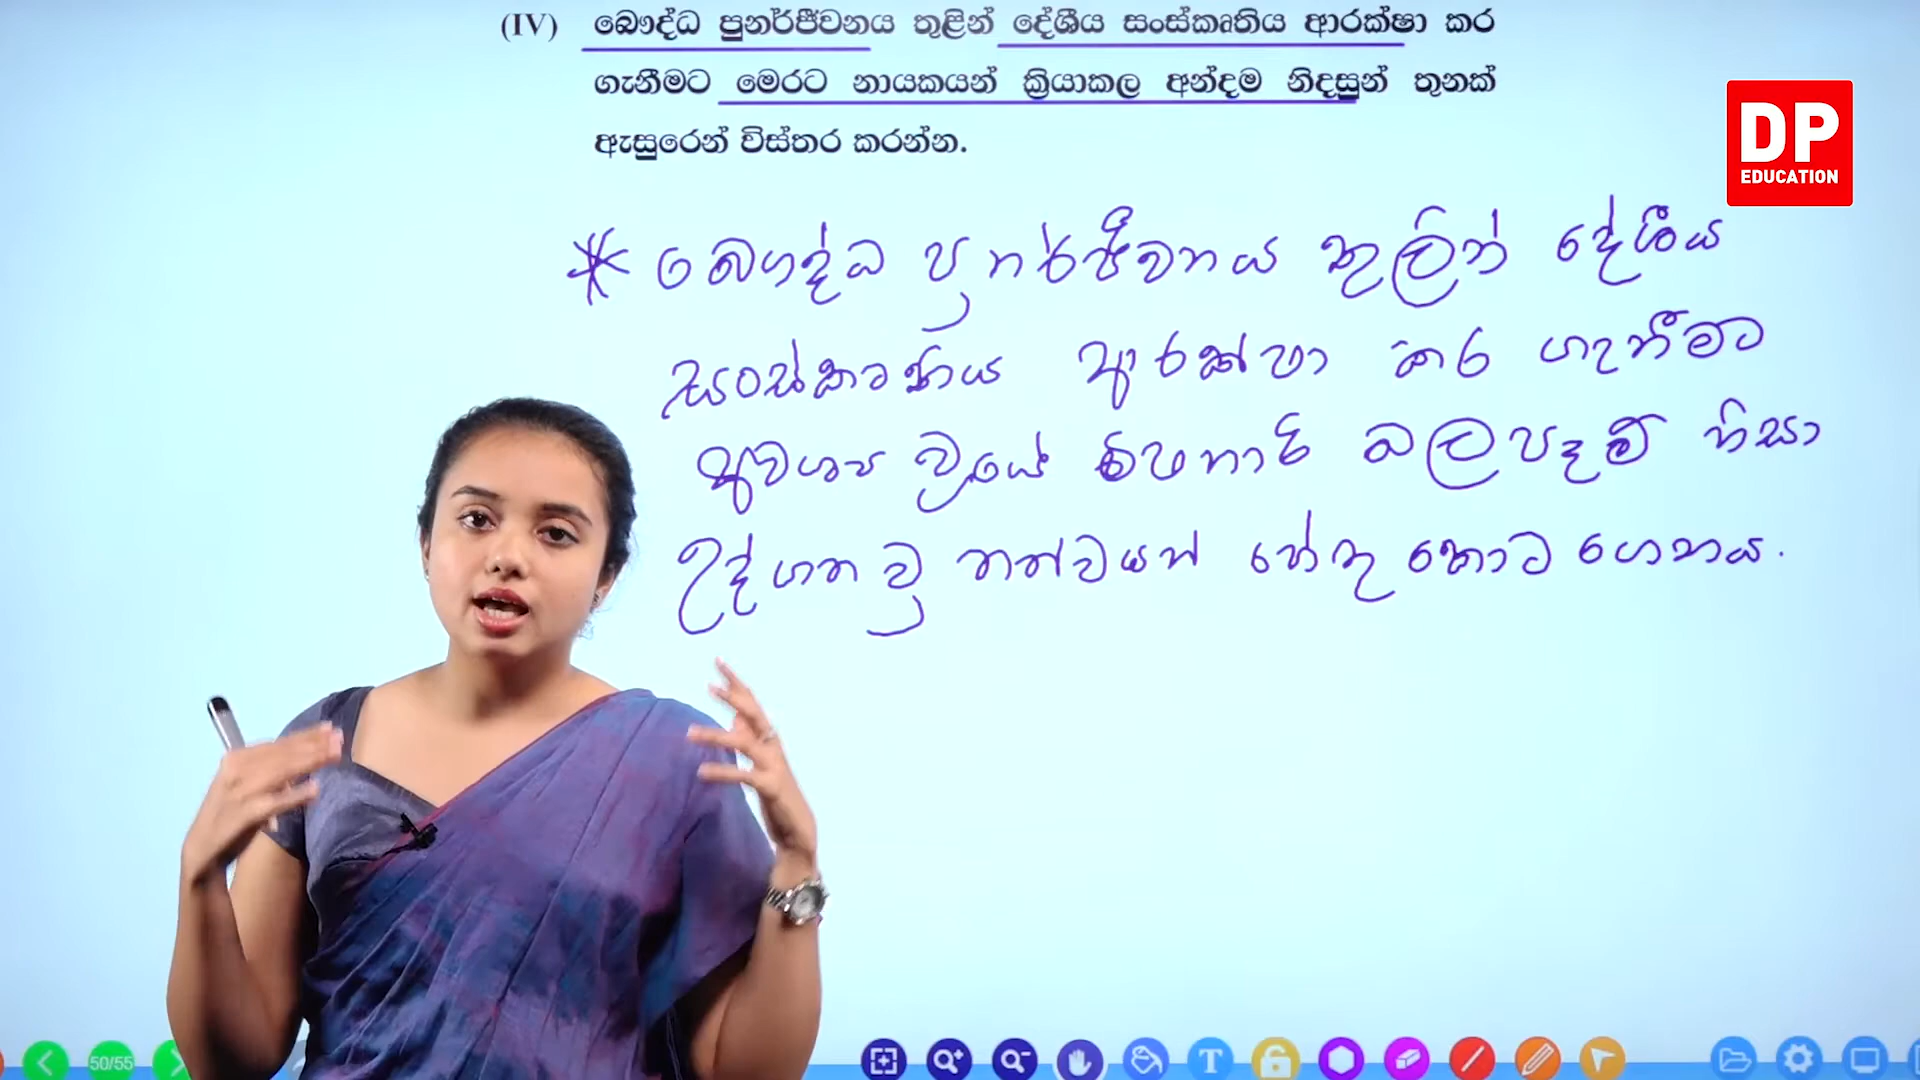 (IV) බෞද්ධ පුනර්ජීවනය තුළින් දේශීය සංස්කෘතිය ආරක්ෂා කර
ගැනීමට මෙරට නායකයන් ක්‍රියාකල අන්දම නිදසුන් තුනක්
ඇසුරෙන් විස්තර කරන්න.
DP
EDUCATION
* බෞද්ධ පුනර්ජීවනය තුලින් දේශීය
සංස්කෘතිය ආරක්ෂා කර ගැනීමට
අවශ්‍ය වූයේ මිෂනාරි බලපෑම් නිසා
උද්ගත වූ තත්වයන් හේතු කොට ගෙනය.
50/55
T